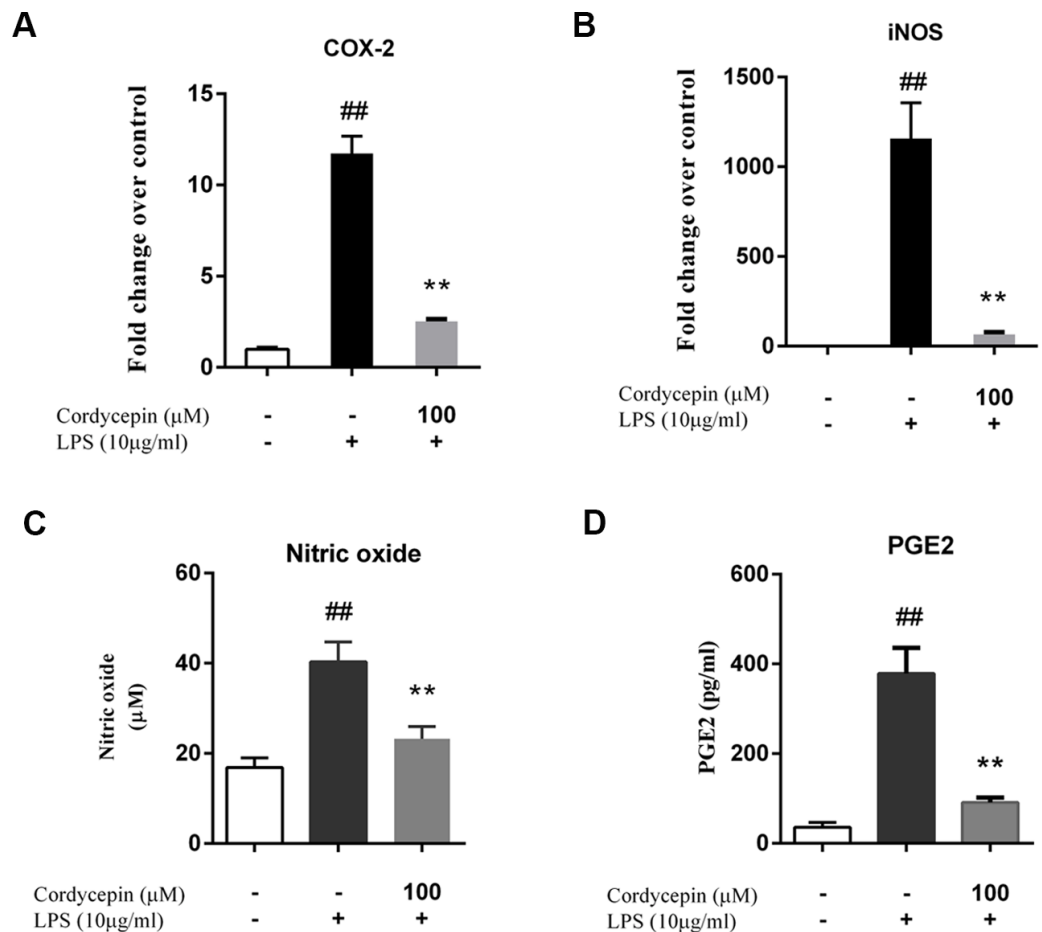 A
COX-2
Fold change over control
15
10
5
0
**
##
Cordycepin (μM) - - 100
LPS (10μg/ml) - + +
B
iNOS
Fold change over control
1500
1000
500
0
##
**
Cordycepin (μM) - - 100
LPS (10μg/ml) - + +
C
Nitric oxide
Nitric oxide
(μM)
60
40
20
0
##
**
Cordycepin (μM) - - 100
LPS (10μg/ml) - + +
D
PGE2
PGE2 (pg/ml)
600
400
200
0
##
**
Cordycepin (μM) - - 100
LPS (10μg/ml) - + +